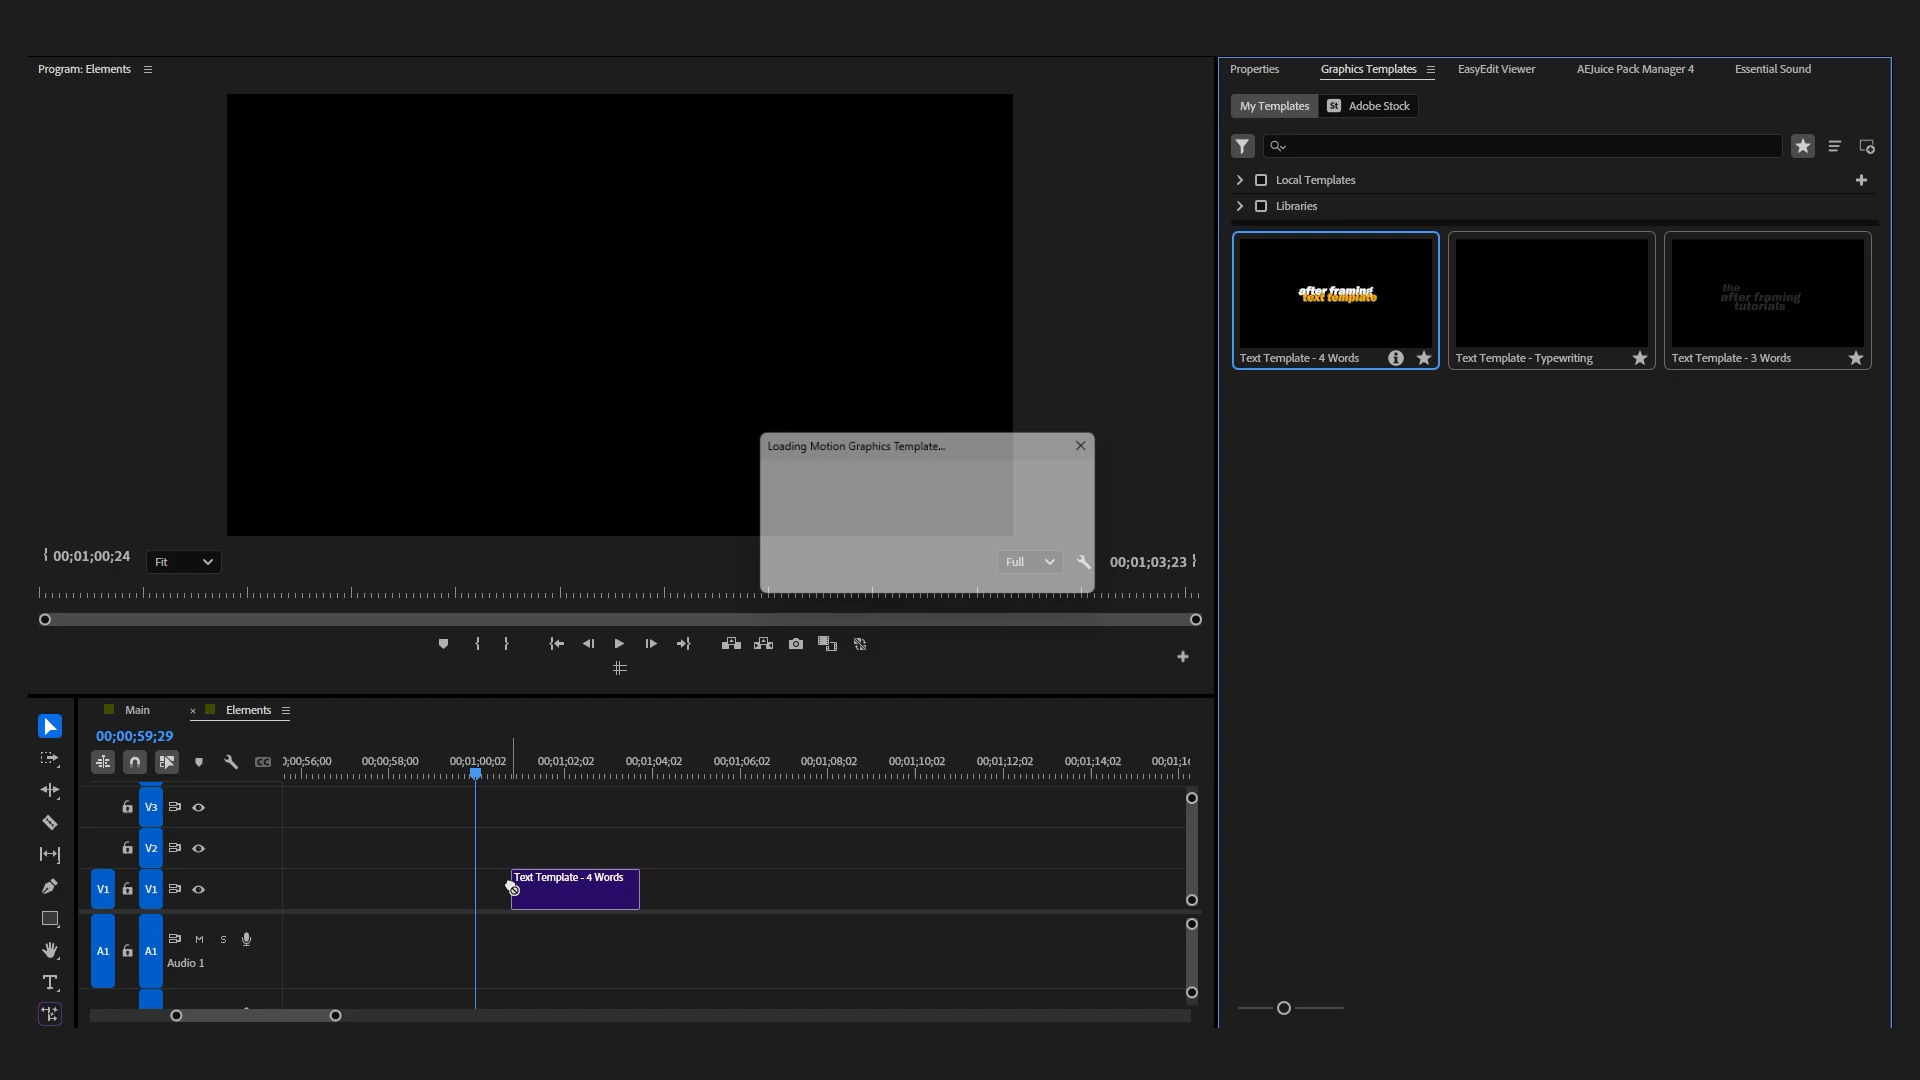 Program: Elements
Properties
Graphics Templates
EasyEdit Viewer
AEJuice Pack Manager 4
Essential Sound
My Templates
St Adobe Stock
Local Templates
Libraries
after framing
text template
the
after framing
tutorials
Text Template - 4 Words
Text Template - Typewriting
Text Template - 3 Words
Loading Motion Graphics Template...
00;01;00;24
Fit
Full
00;01;03;23
Main
Elements
00;00;59;29
CC
;00;56;00
00;00;58;00
00;01;00;02
00;01;02;02
00;01;04;02
00;01;06;02
00;01;08;02
00;01;10;02
00;01;12;02
00;01;14;02
00;01;16
V3
V2
V1
V1
Text Template - 4 Words
A1
A1
M
S
Audio 1